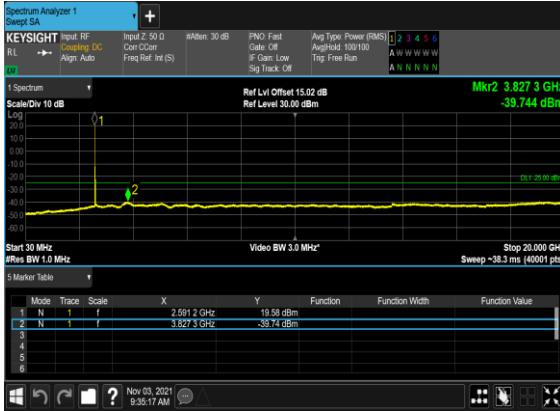 Spectrum Analyzer 1
Swept SA
+
KEYSIGHT Input: RF Input Z: 50 Ω #Atten: 30 dB PNO: Fast Avg Type: Power (RMS) 1 2 3 4 5 6
RL Coupling: DC Corr CCorr Gate: Off Avg|Hold: 100/100 A W W W W W
Align: Auto Freq Ref: Int (S) IF Gain: Low Trig: Free Run
Sig Track: Off A N N N N N
1 Spectrum Ref Lvl Offset 15.02 dB Mkr2 3.827 3 GHz
Scale/Div 10 dB Ref Level 30.00 dBm -39.744 dBm
Log
1
20.0
10.0
0.00
-10.0
-20.0 DL1 -25.00 dBm
-30.0 2
-40.0
-50.0
-60.0
Start 30 MHz Video BW 3.0 MHz* Stop 20.000 GHz
#Res BW 1.0 MHz Sweep ~38.3 ms (40001 pts)
5 Marker Table
Mode Trace Scale X Y Function Function Width Function Value
1 N 1 f 2.591 2 GHz 19.58 dBm
2 N 1 f 3.827 3 GHz -39.74 dBm
3
4
5
6
? Nov 03, 2021
9:35:17 AM